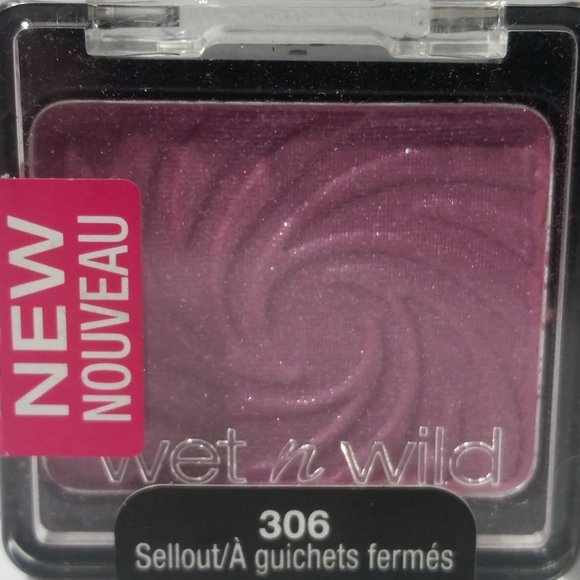 NEW
NOUVEAU
wet n wild
306
Sellout/À guichets fermés